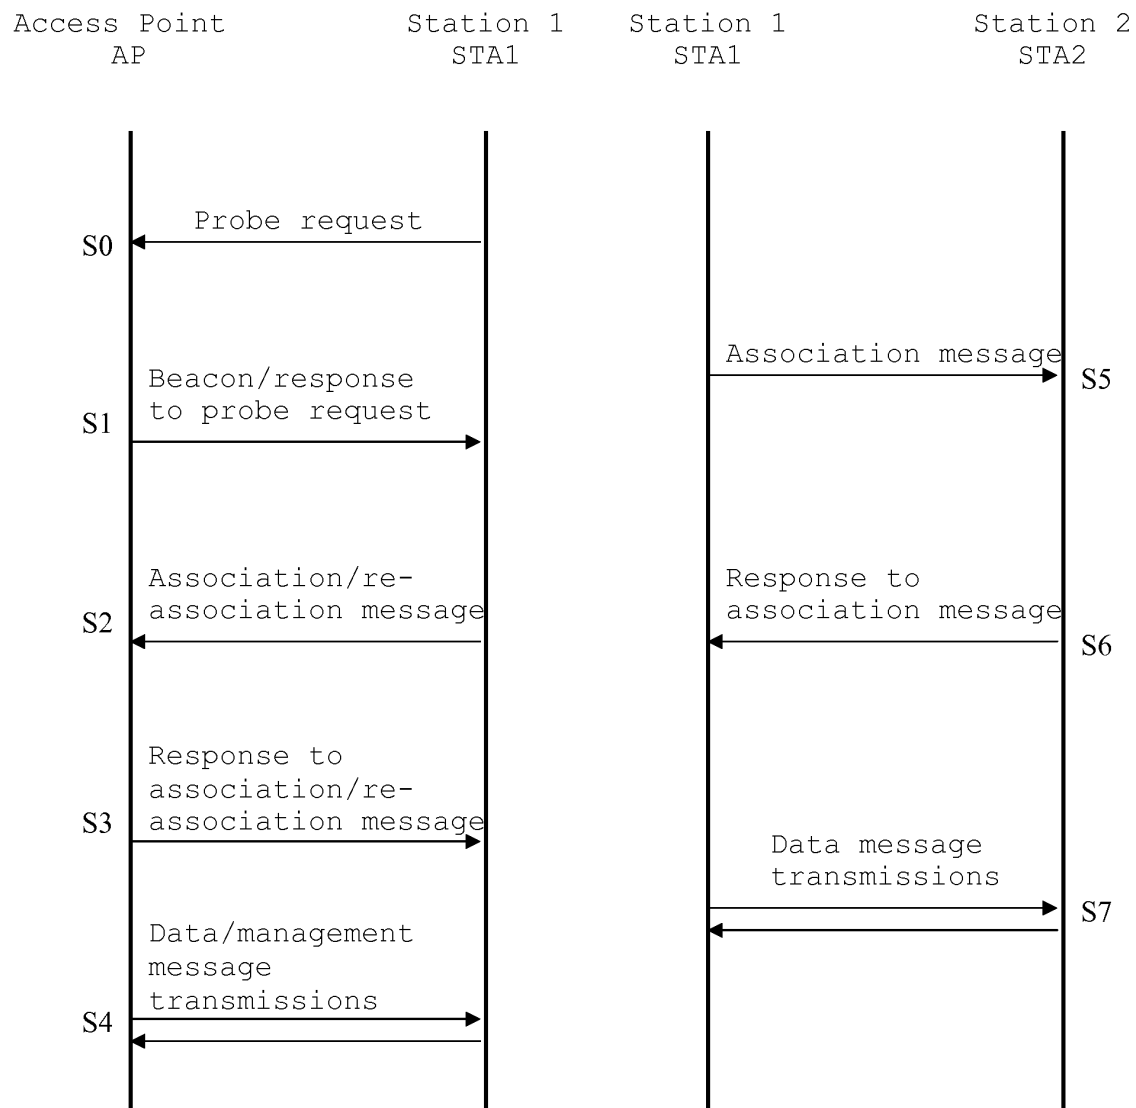 Access Point
AP
Station 1
STA1
Station 1
STA1
Station 2
STA2
Probe request
S0
Beacon/response
to probe request
S1
Association/re-
association message
S2
Response to
association/re-
association message
S3
Data/management
message
transmissions
S4
Association message
S5
Response to
association message
S6
Data message
transmissions
S7